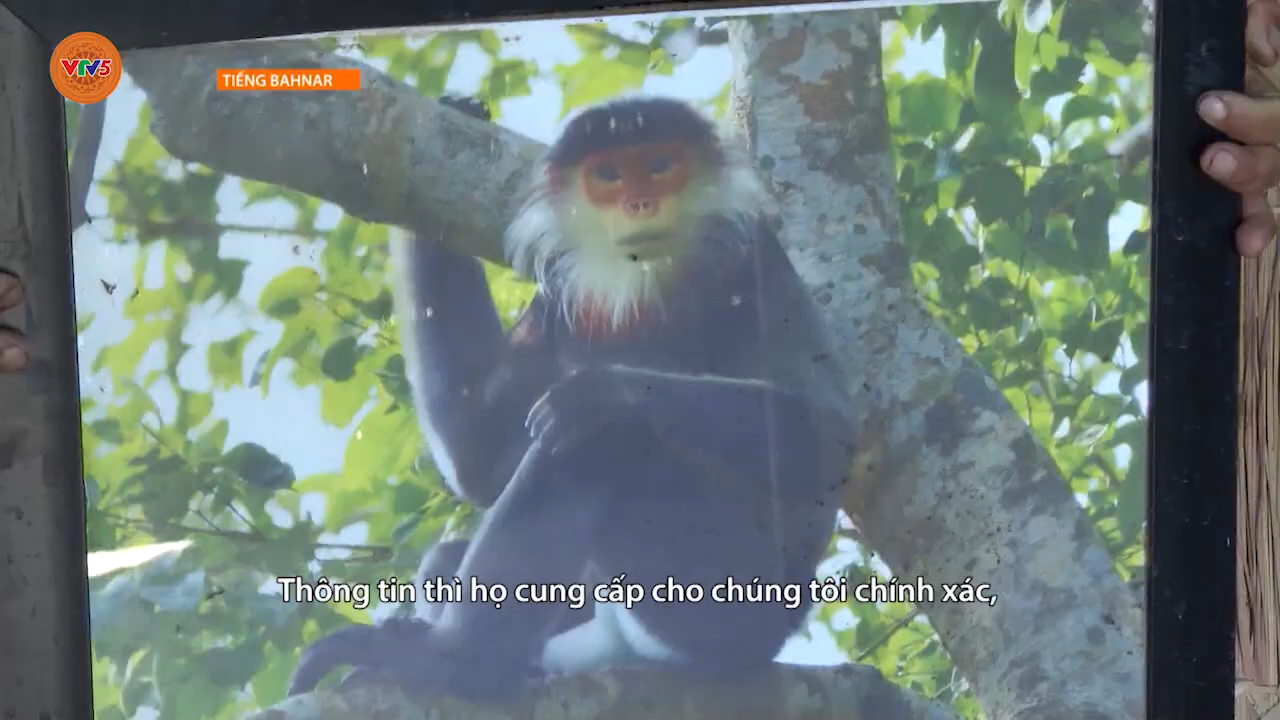 VTV5
TIẾNG BAHNAR
Thông tin thì họ cung cấp cho chúng tôi chính xác,